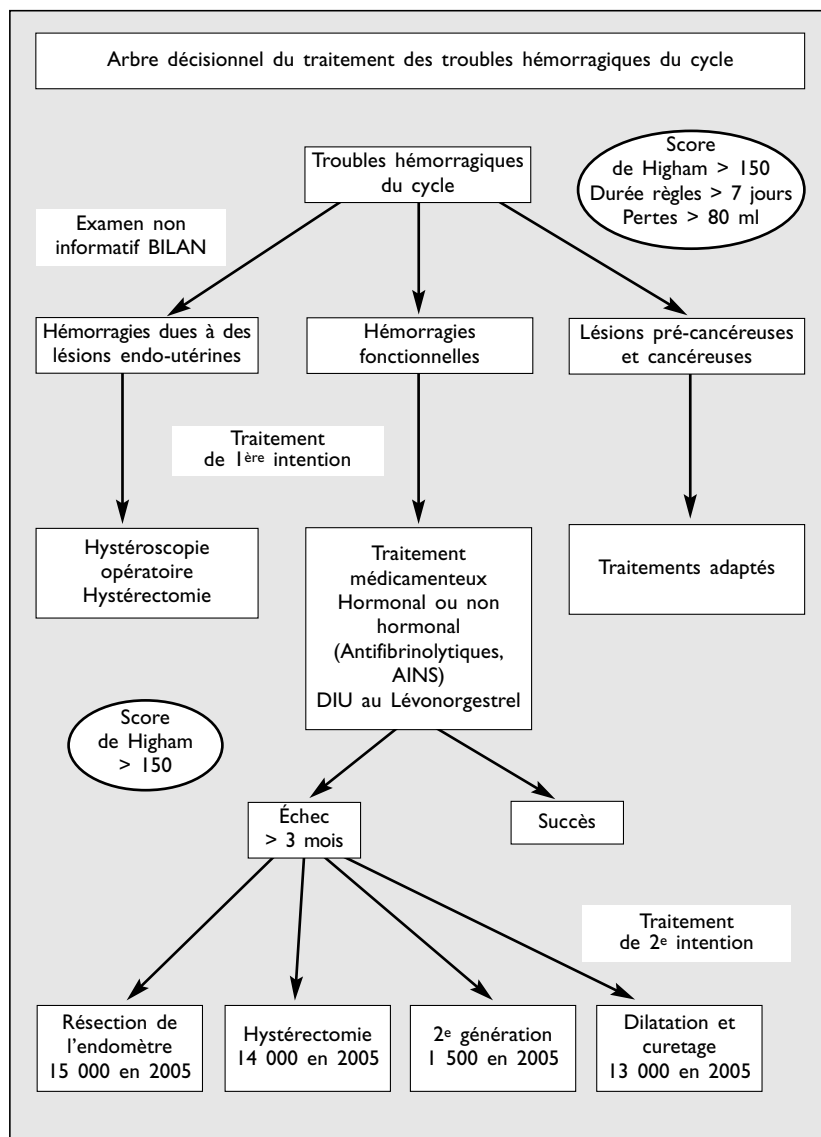 Arbre décisionnel du traitement des troubles hémorragiques du cycle
Troubles hémorragiques
du cycle
Score
de Higham > 150
Durée règles > 7 jours
Pertes > 80 ml
Examen non
informatif BILAN
Hémorragies dues à des
lésions endo-utérines
Hémorragies
fonctionnelles
Lésions pré-cancéreuses
et cancéreuses
Traitement
de 1ère intention
Hystéroscopie
opératoire
Hystérectomie
Traitement
médicamenteux
Hormonal ou non
hormonal
(Antifibrinolytiques,
AINS)
DIU au Lévonorgestrel
Traitements adaptés
Score
de Higham
> 150
Échec
> 3 mois
Succès
Traitement
de 2e intention
Résection de
l'endomètre
15 000 en 2005
Hystérectomie
14 000 en 2005
2e génération
1 500 en 2005
Dilatation et
curetage
13 000 en 2005